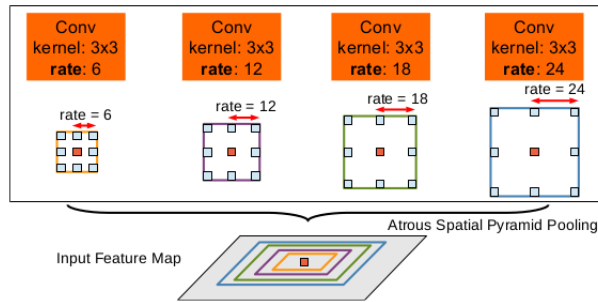 Conv
kernel: 3x3
rate: 6
Conv
kernel: 3x3
rate: 12
Conv
kernel: 3x3
rate: 18
Conv
kernel: 3x3
rate: 24
rate = 6
rate = 12
rate = 18
rate = 24
Atrous Spatial Pyramid Pooling
Input Feature Map